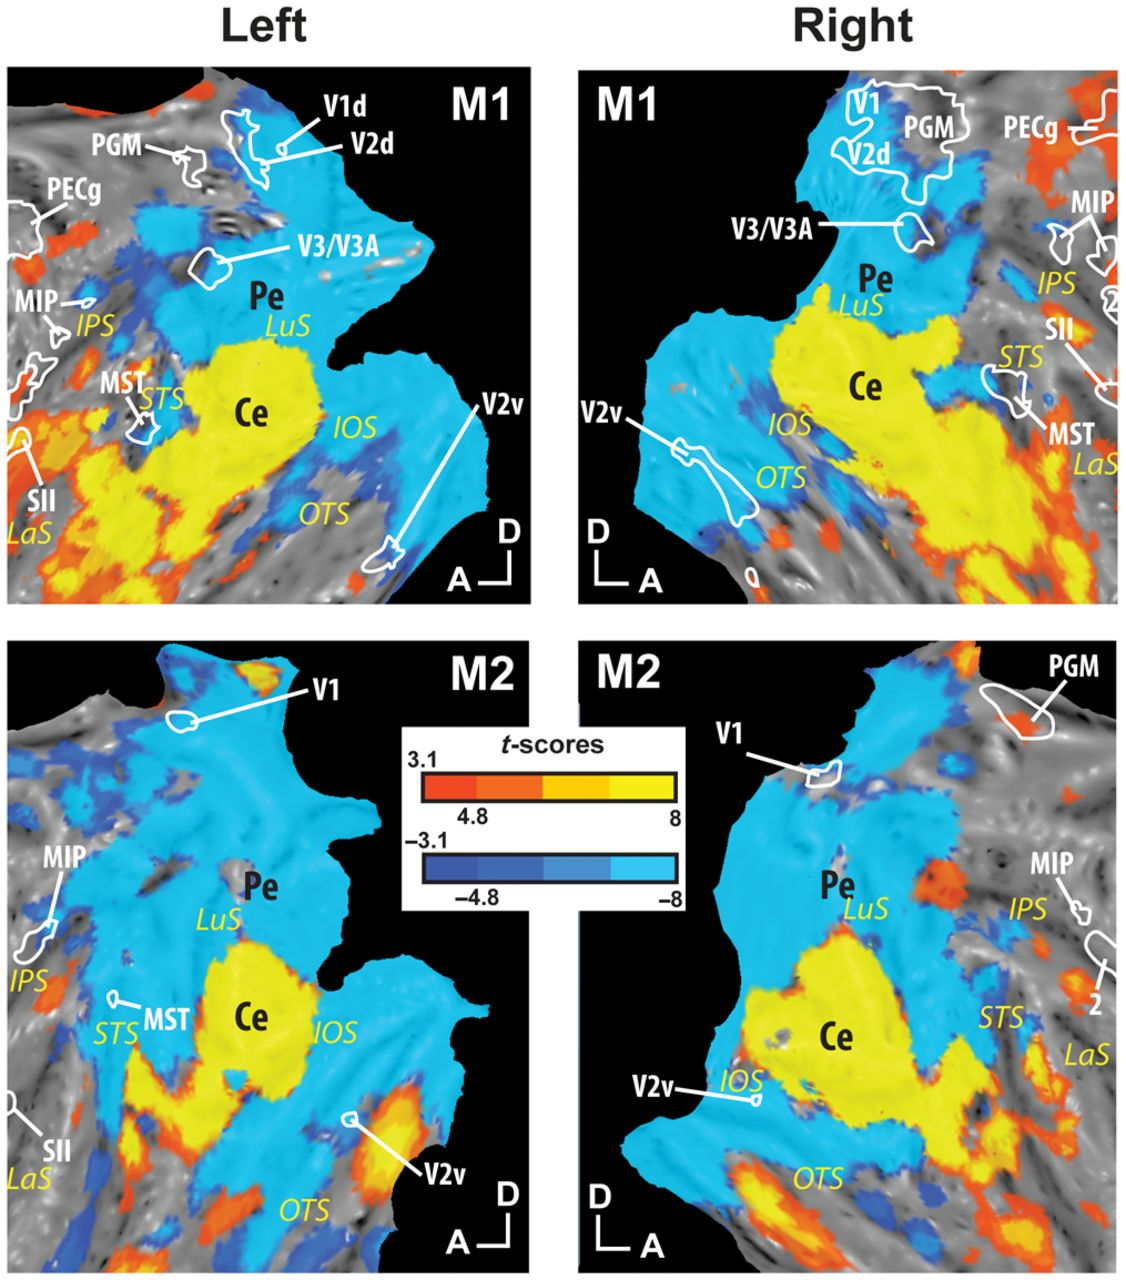 Left
Right
M1
V1d
V2d
PGM
PECg
V3/V3A
Pe
LuS
MIP
IPS
MST
STS
Ce
V2v
IOS
SII
OTS
LaS
D
A
M1
V1
PGM
PECg
V2d
MIP
V3/V3A
Pe
IPS
LuS
2
SII
STS
Ce
V2v
IOS
MST
LaS
OTS
D
A
M2
V1
MIP
Pe
LuS
IPS
MST
STS
Ce
IOS
SII
V2v
LaS
OTS
D
A
t-scores
3.1
4.8
8
–3.1
–4.8
–8
M2
PGM
V1
MIP
Pe
LuS
IPS
2
STS
Ce
LaS
IOS
V2v
OTS
D
A